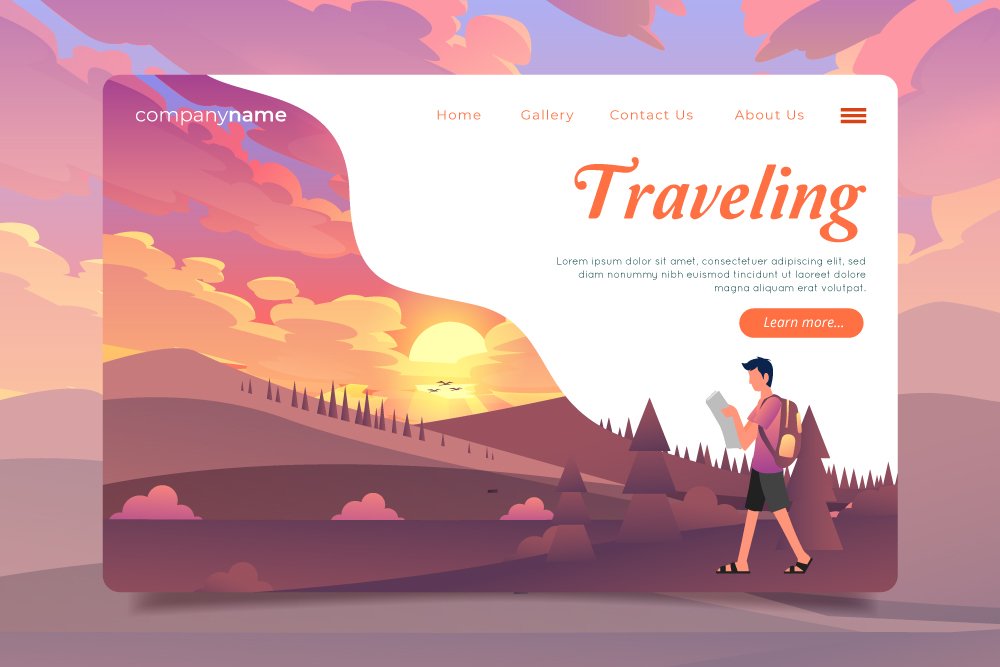 companyname
Home Gallery Contact Us About Us
Traveling
Lorem ipsum dolor sit amet, consectetuer adipiscing elit, sed
diam nonummy nibh euismod tincidunt ut laoreet dolore
magna aliquam erat volutpat.
Learn more...